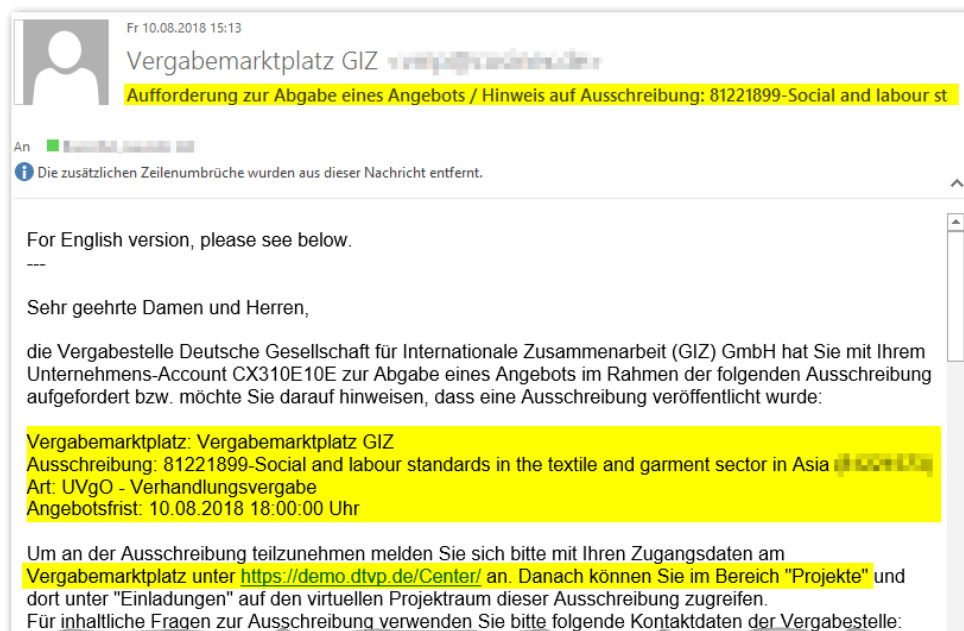 Fr 10.08.2018 15:13
Vergabemarktplatz GIZ
Aufforderung zur Abgabe eines Angebots / Hinweis auf Ausschreibung: 81221899-Social and labour st
An
Die zusätzlichen Zeilenumbrüche wurden aus dieser Nachricht entfernt.
For English version, please see below.
---
Sehr geehrte Damen und Herren,
die Vergabestelle Deutsche Gesellschaft für Internationale Zusammenarbeit (GIZ) GmbH hat Sie mit Ihrem
Unternehmens-Account CX310E10E zur Abgabe eines Angebots im Rahmen der folgenden Ausschreibung
aufgefordert bzw. möchte Sie darauf hinweisen, dass eine Ausschreibung veröffentlicht wurde:
Vergabemarktplatz: Vergabemarktplatz GIZ
Ausschreibung: 81221899-Social and labour standards in the textile and garment sector in Asia
Art: UVgO - Verhandlungsvergabe
Angebotsfrist: 10.08.2018 18:00:00 Uhr
Um an der Ausschreibung teilzunehmen melden Sie sich bitte mit Ihren Zugangsdaten am
Vergabemarktplatz unter https://demo.dtvp.de/Center/ an. Danach können Sie im Bereich "Projekte" und
dort unter "Einladungen" auf den virtuellen Projektraum dieser Ausschreibung zugreifen.
Für inhaltliche Fragen zur Ausschreibung verwenden Sie bitte folgende Kontaktdaten der Vergabestelle: